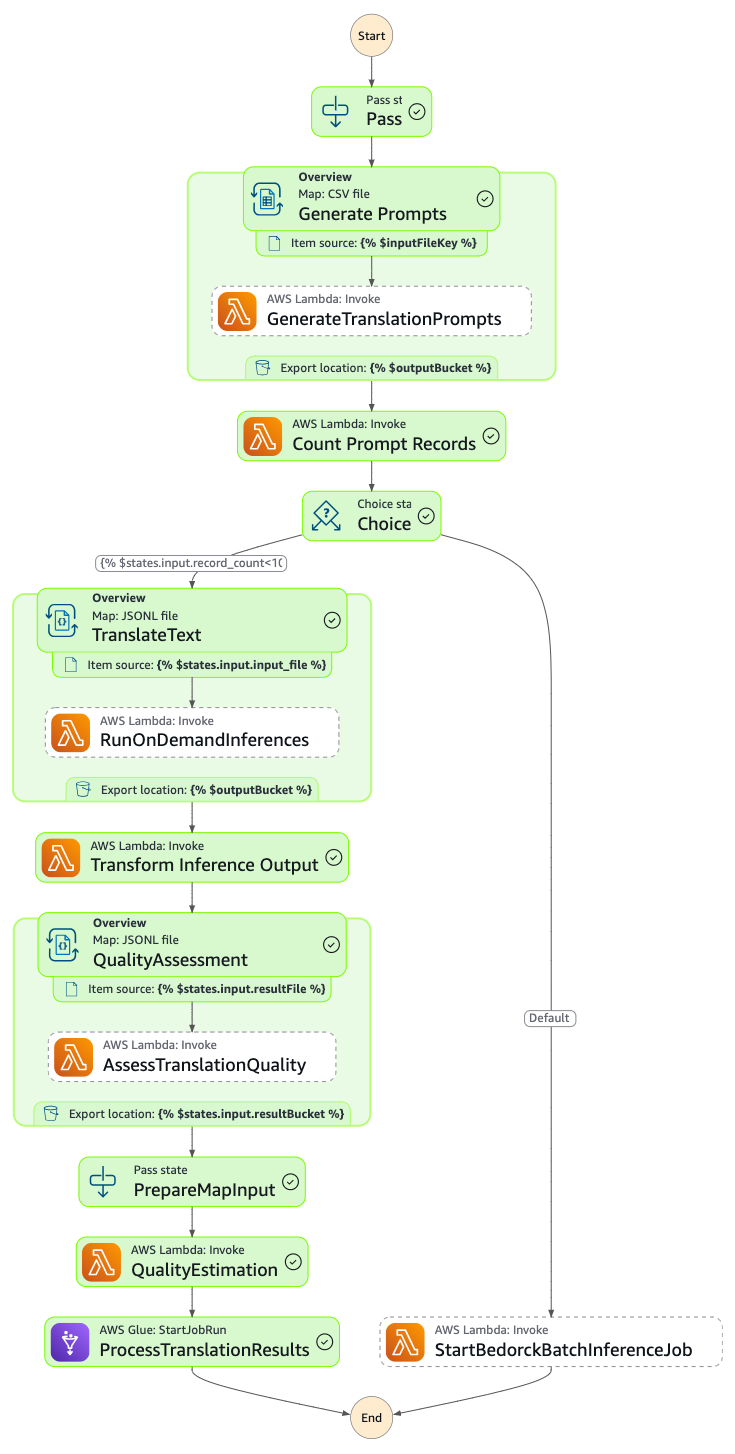 Start
Pass st
Pass
Overview
Map: CSV file
Generate Prompts
Item source: {% $inputFileKey %}
AWS Lambda: Invoke
GenerateTranslationPrompts
Export location: {% $outputBucket %}
AWS Lambda: Invoke
Count Prompt Records
Choice sta
Choice
{% $states.input.record_count<1(
Overview
Map: JSONL file
TranslateText
Item source: {% $states.input.input_file %}
AWS Lambda: Invoke
RunOnDemandInferences
Export location: {% $outputBucket %}
AWS Lambda: Invoke
Transform Inference Output
Overview
Map: JSONL file
QualityAssessment
Item source: {% $states.input.resultFile %}
Default
AWS Lambda: Invoke
AssessTranslationQuality
Export location: {% $states.input.resultBucket %}
Pass state
PrepareMapInput
AWS Lambda: Invoke
QualityEstimation
AWS Glue: StartJobRun
ProcessTranslationResults
AWS Lambda: Invoke
StartBedorckBatchInferenceJob
End